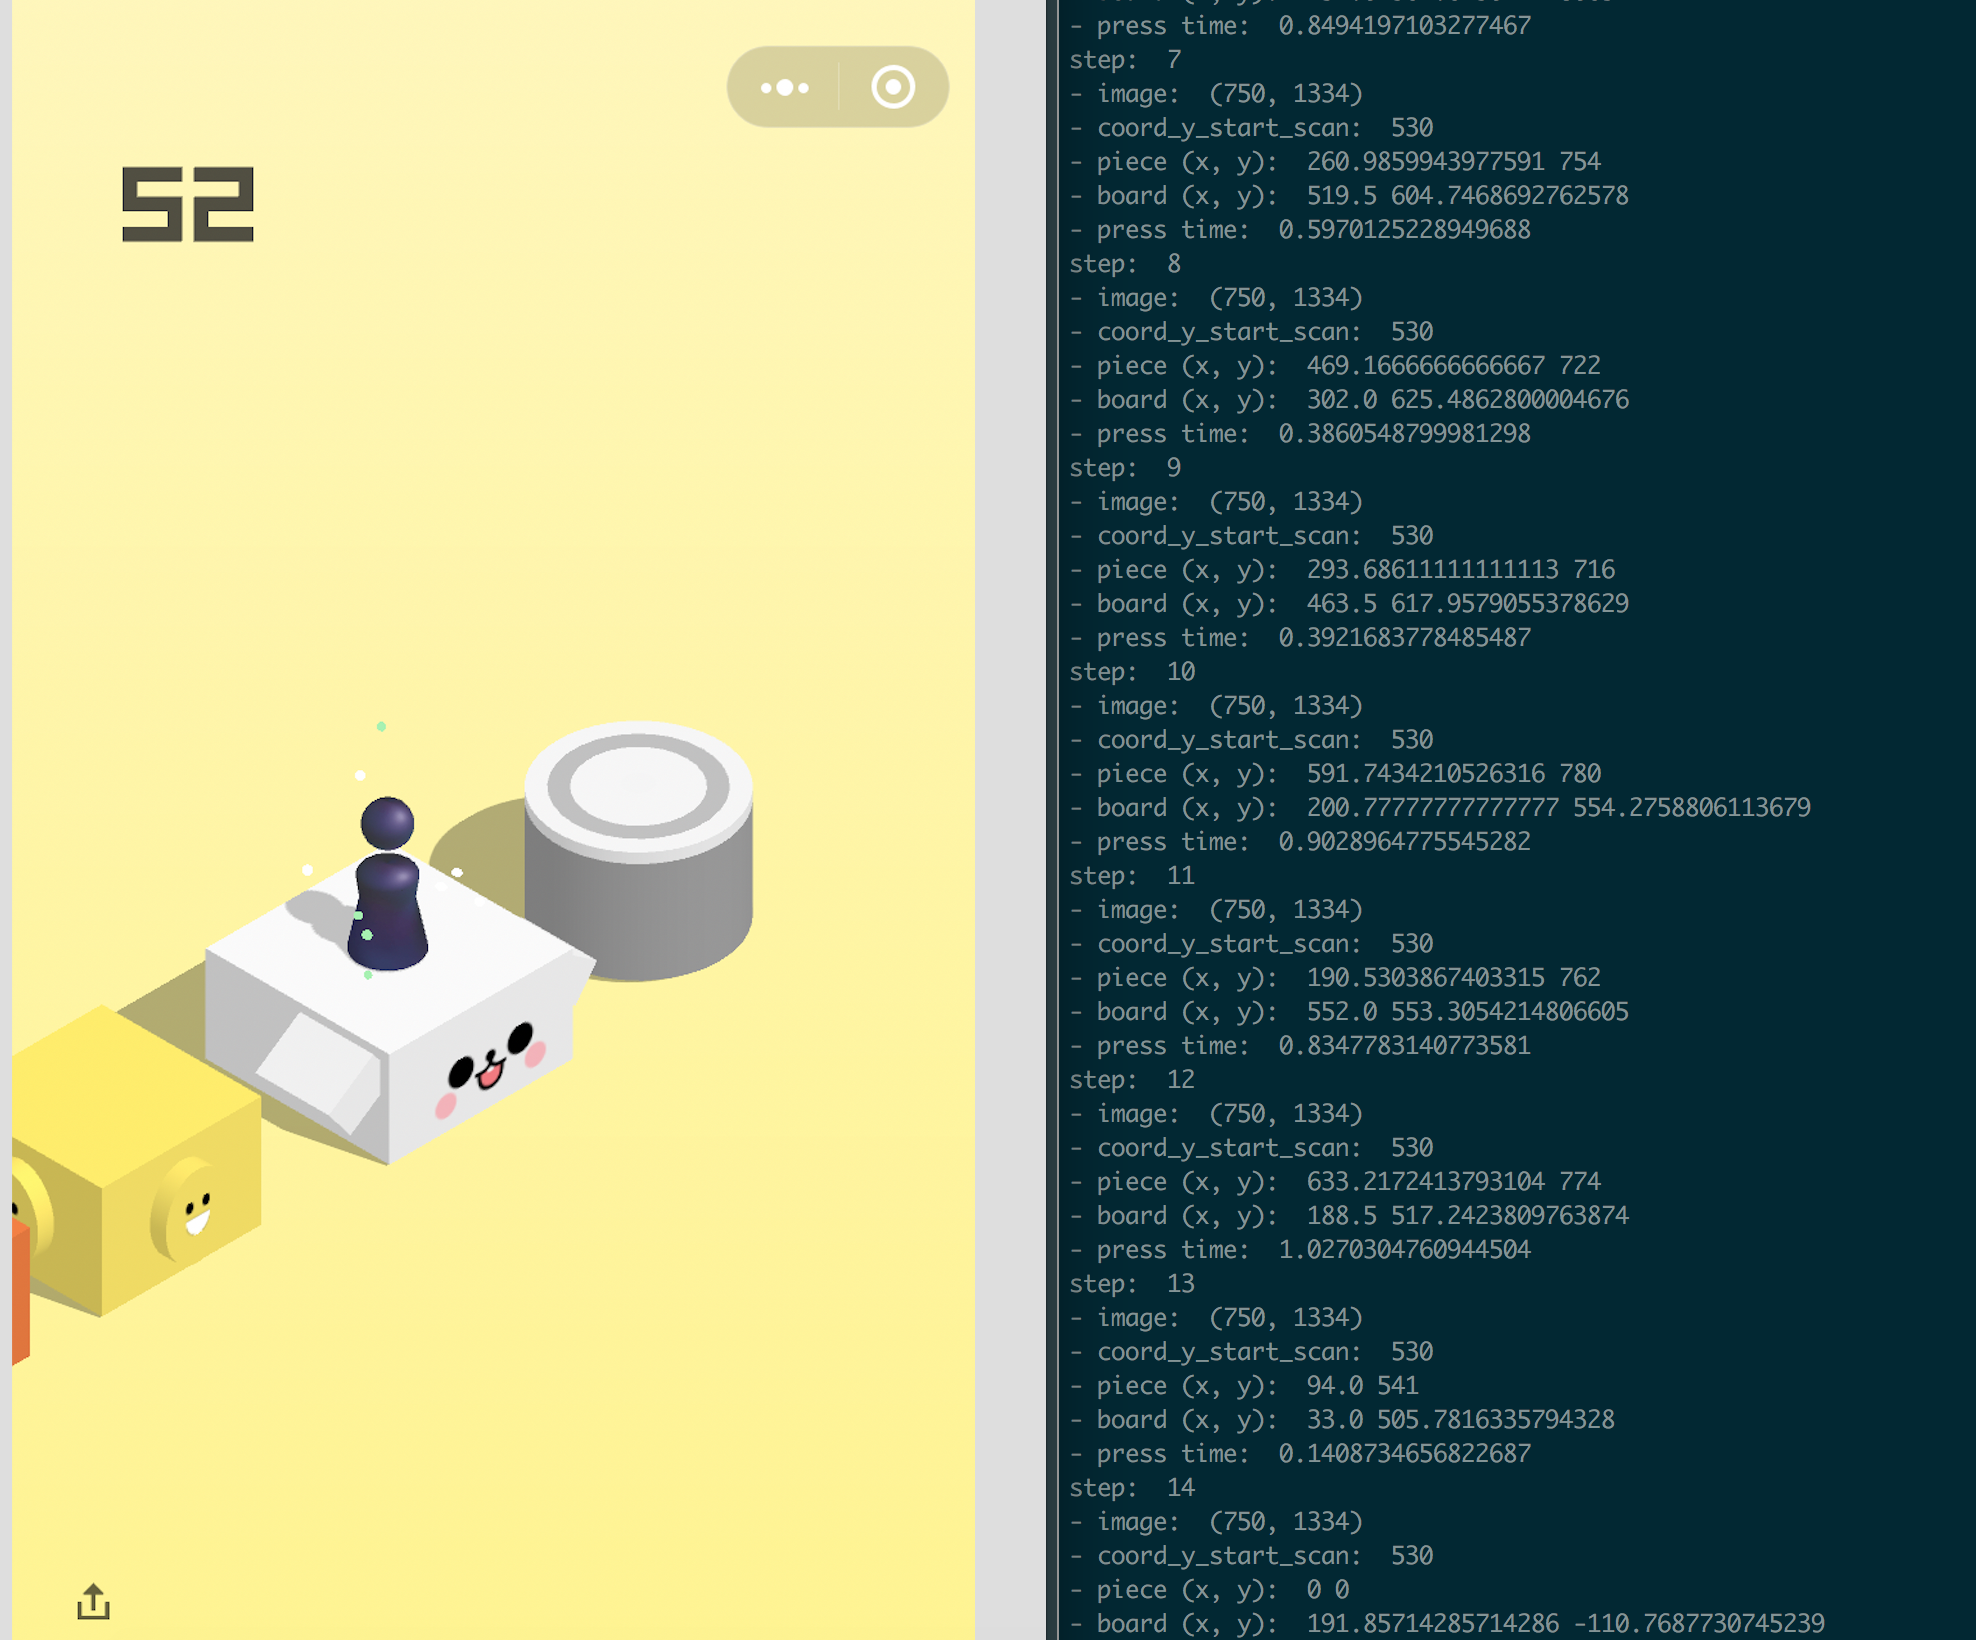 52
- press time:  0.8494197103277467
step:  7
- image:  (750, 1334)
- coord_y_start_scan:  530
- piece (x, y):  260.9859943977591 754
- board (x, y):  519.5 604.7468692762578
- press time:  0.5970125228949688
step:  8
- image:  (750, 1334)
- coord_y_start_scan:  530
- piece (x, y):  469.1666666666667 722
- board (x, y):  302.0 625.4862800004676
- press time:  0.3860548799981298
step:  9
- image:  (750, 1334)
- coord_y_start_scan:  530
- piece (x, y):  293.68611111111113 716
- board (x, y):  463.5 617.9579055378629
- press time:  0.3921683778485487
step:  10
- image:  (750, 1334)
- coord_y_start_scan:  530
- piece (x, y):  591.7434210526316 780
- board (x, y):  200.77777777777777 554.2758806113679
- press time:  0.9028964775545282
step:  11
- image:  (750, 1334)
- coord_y_start_scan:  530
- piece (x, y):  190.5303867403315 762
- board (x, y):  552.0 553.3054214806605
- press time:  0.8347783140773581
step:  12
- image:  (750, 1334)
- coord_y_start_scan:  530
- piece (x, y):  633.2172413793104 774
- board (x, y):  188.5 517.2423809763874
- press time:  1.0270304760944504
step:  13
- image:  (750, 1334)
- coord_y_start_scan:  530
- piece (x, y):  94.0 541
- board (x, y):  33.0 505.7816335794328
- press time:  0.1408734656822687
step:  14
- image:  (750, 1334)
- coord_y_start_scan:  530
- piece (x, y):  0 0
- board (x, y):  191.85714285714286 -110.7687730745239